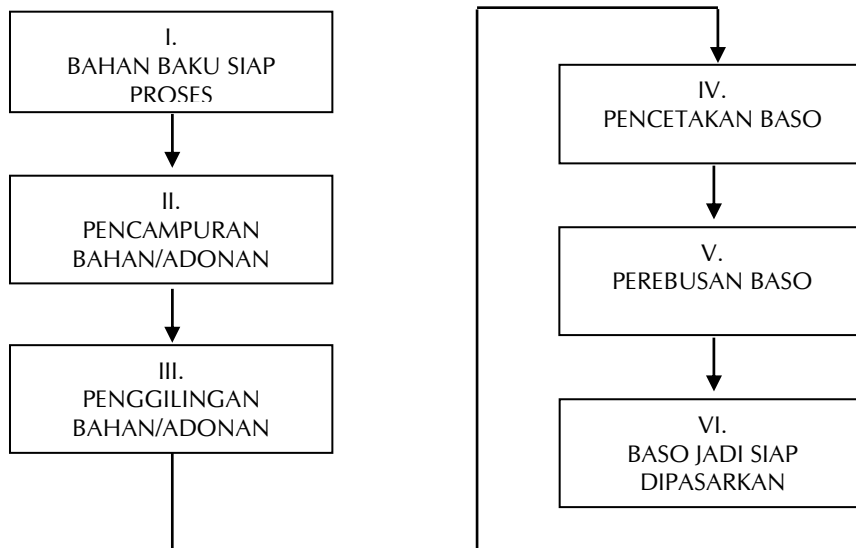 I.
BAHAN BAKU SIAP
PROSES
II.
PENCAMPURAN
BAHAN/ADONAN
III.
PENGGILINGAN
BAHAN/ADONAN
IV.
PENCETAKAN BASO
V.
PEREBUSAN BASO
VI.
BASO JADI SIAP
DIPASARKAN